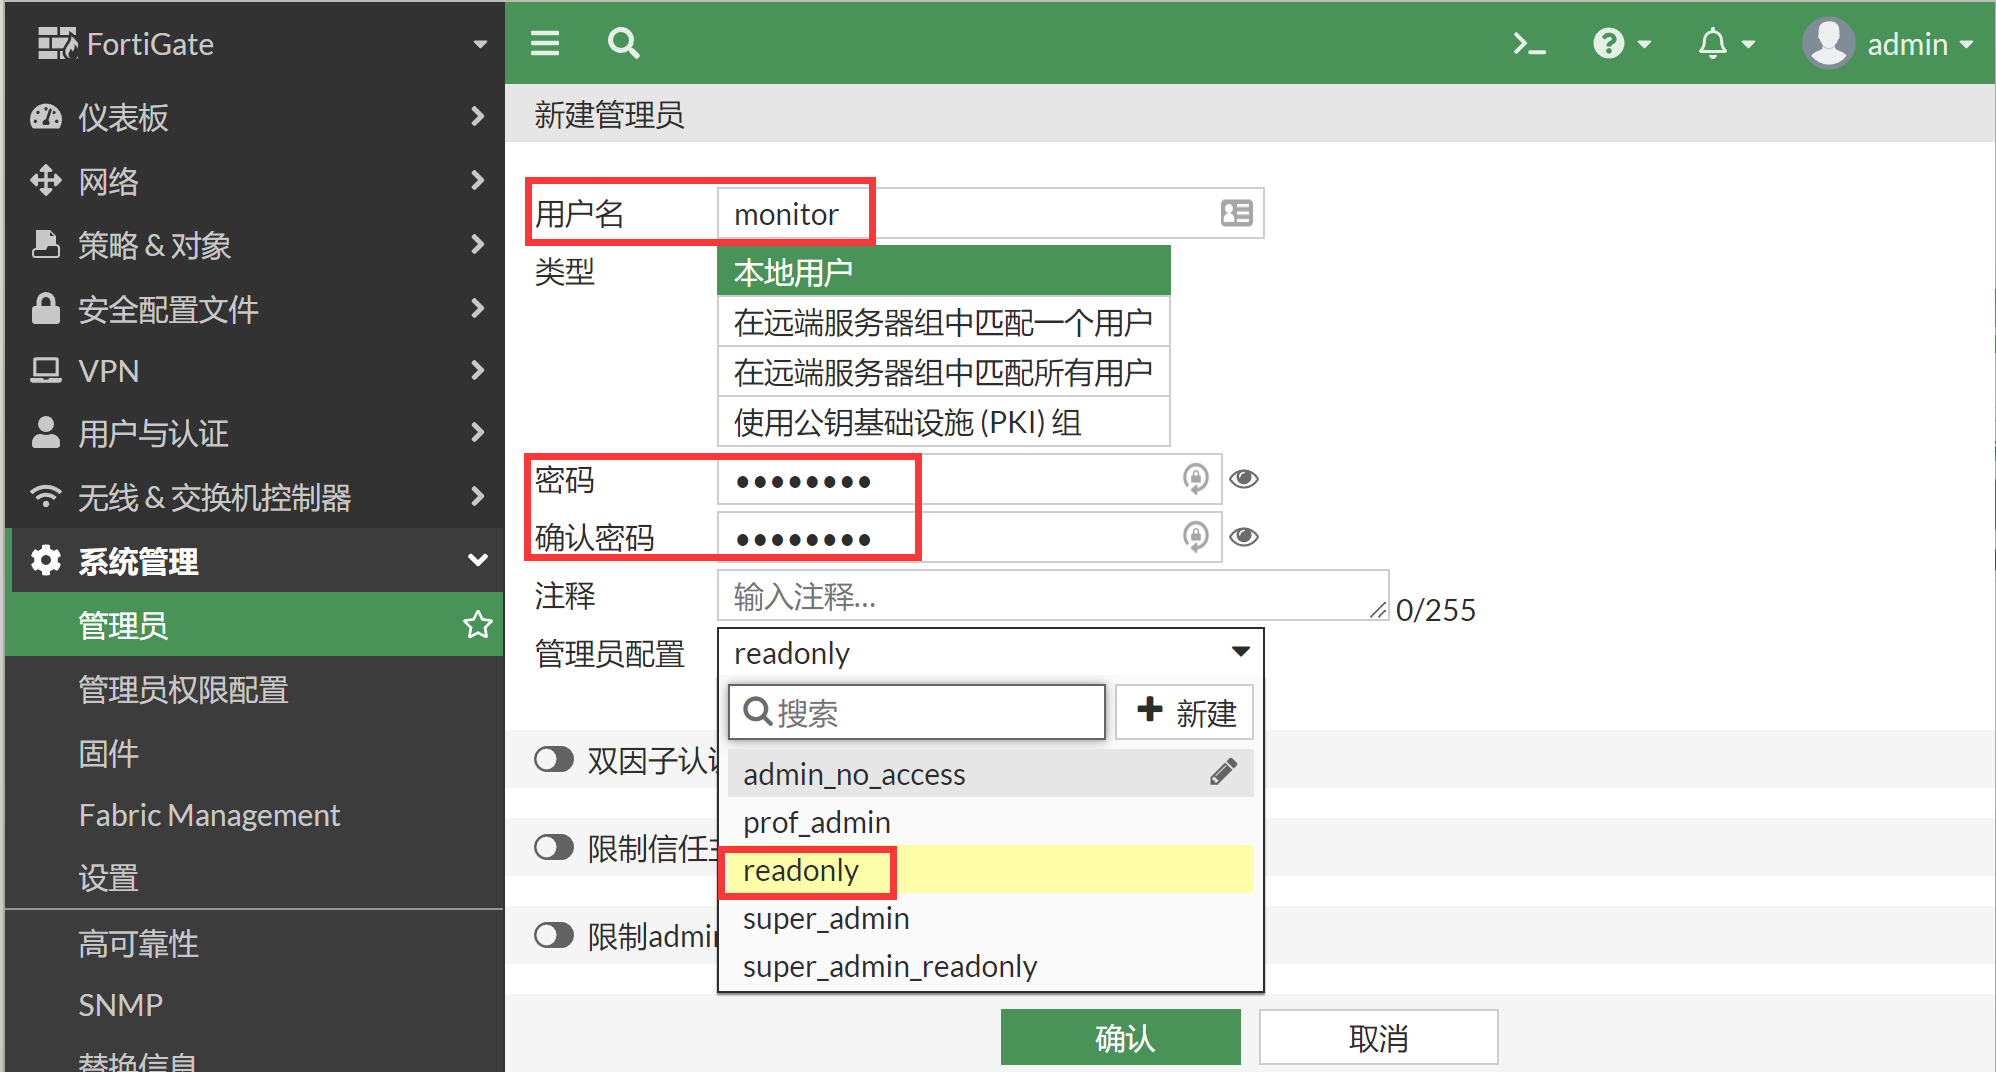 FortiGate
admin
仪表板
网络
策略 & 对象
安全配置文件
VPN
用户与认证
无线 & 交换机控制器
系统管理
管理员
管理员权限配置
固件
Fabric Management
设置
高可靠性
SNMP
替换信息
新建管理员
用户名 monitor
类型 本地用户
在远端服务器组中匹配一个用户
在远端服务器组中匹配所有用户
使用公钥基础设施 (PKI) 组
密码 ••••••••
确认密码 ••••••••
注释 输入注释... 0/255
管理员配置 readonly
搜索 新建
双因子认
admin_no_access
prof_admin
限制信任
readonly
super_admin
限制admi
super_admin_readonly
确认 取消